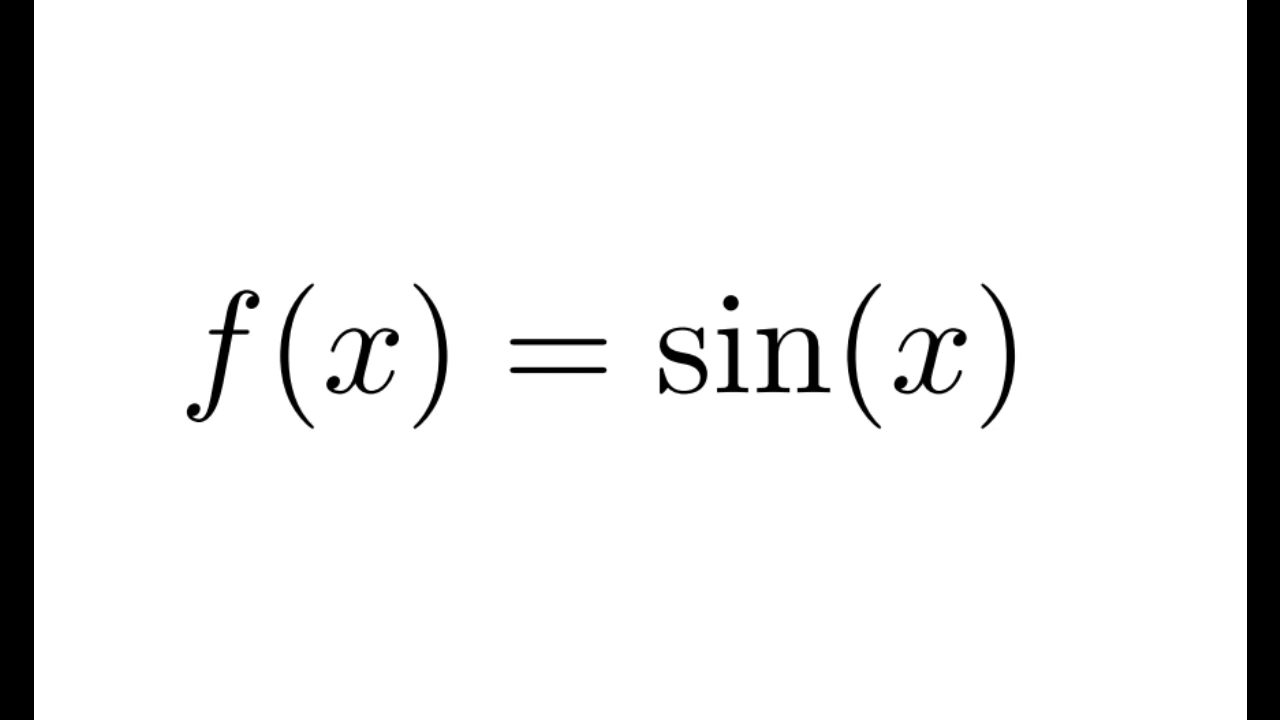 f(x) = sin(x)